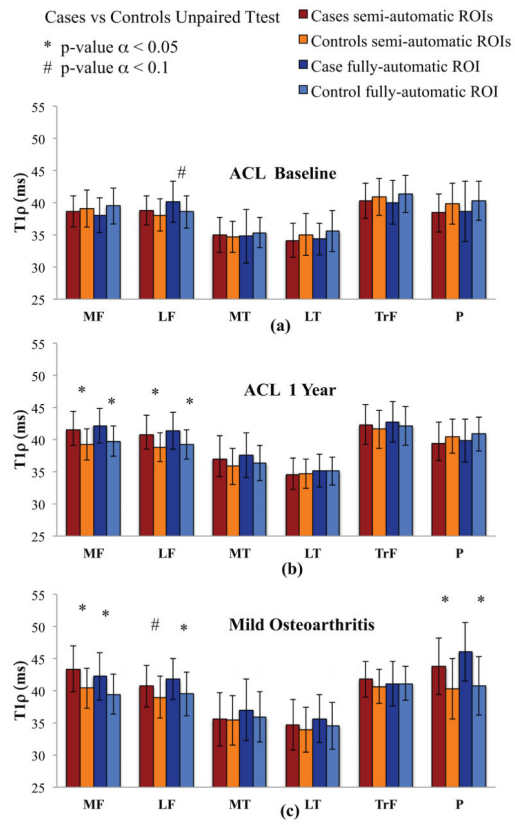 Cases vs Controls Unpaired Ttest
* p-value α < 0.05
# p-value α < 0.1
Cases semi-automatic ROIs
Controls semi-automatic ROIs
Case fully-automatic ROI
Control fully-automatic ROI
55
50
45
40
35
30
25
T1ρ (ms)
ACL Baseline
#
MF LF MT LT TrF P
(a)
55
50
45
40
35
30
25
T1ρ (ms)
ACL 1 Year
* * * *
MF LF MT LT TrF P
(b)
55
50
45
40
35
30
25
T1ρ (ms)
Mild Osteoarthritis
* * # * * *
MF LF MT LT TrF P
(c)